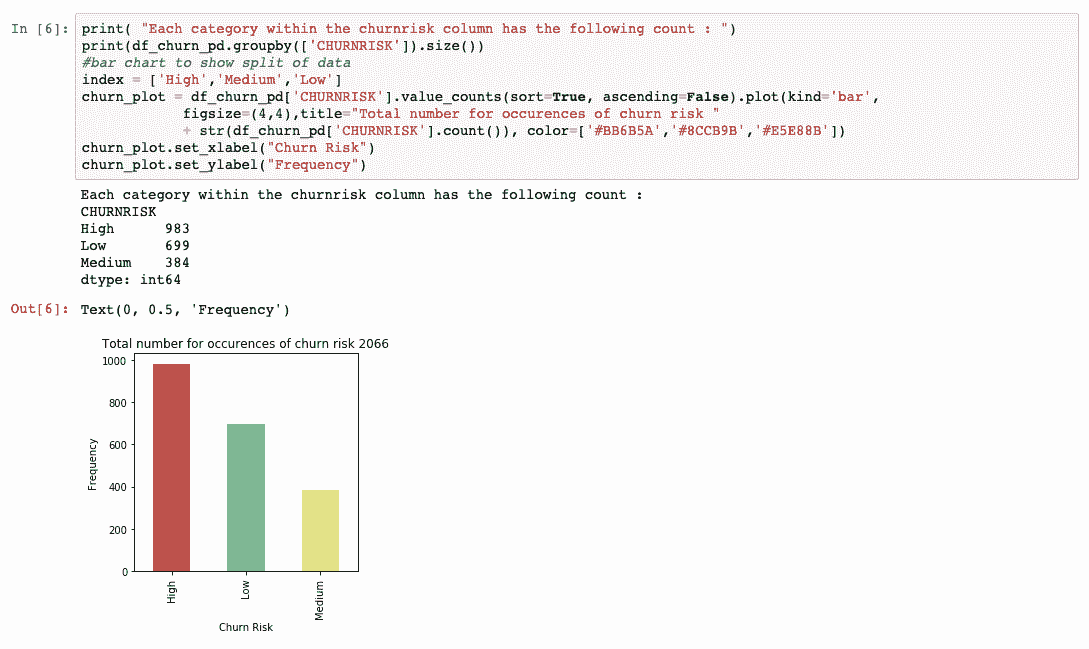 In [6]: print( "Each category within the churnrisk column has the following count : ")
print(df_churn_pd.groupby(['CHURNRISK']).size())
#bar chart to show split of data
index = ['High','Medium','Low']
churn_plot = df_churn_pd['CHURNRISK'].value_counts(sort=True, ascending=False).plot(kind='bar',
figsize=(4,4),title="Total number for occurences of churn risk "
+ str(df_churn_pd['CHURNRISK'].count()), color=['#BB6B5A','#8CCB9B','#E5E88B'])
churn_plot.set_xlabel("Churn Risk")
churn_plot.set_ylabel("Frequency")
Each category within the churnrisk column has the following count :
CHURNRISK
High 983
Low 699
Medium 384
dtype: int64
Out[6]: Text(0, 0.5, 'Frequency')
Total number for occurences of churn risk 2066
1000
800
600
400
200
0
Frequency
High
Low
Medium
Churn Risk